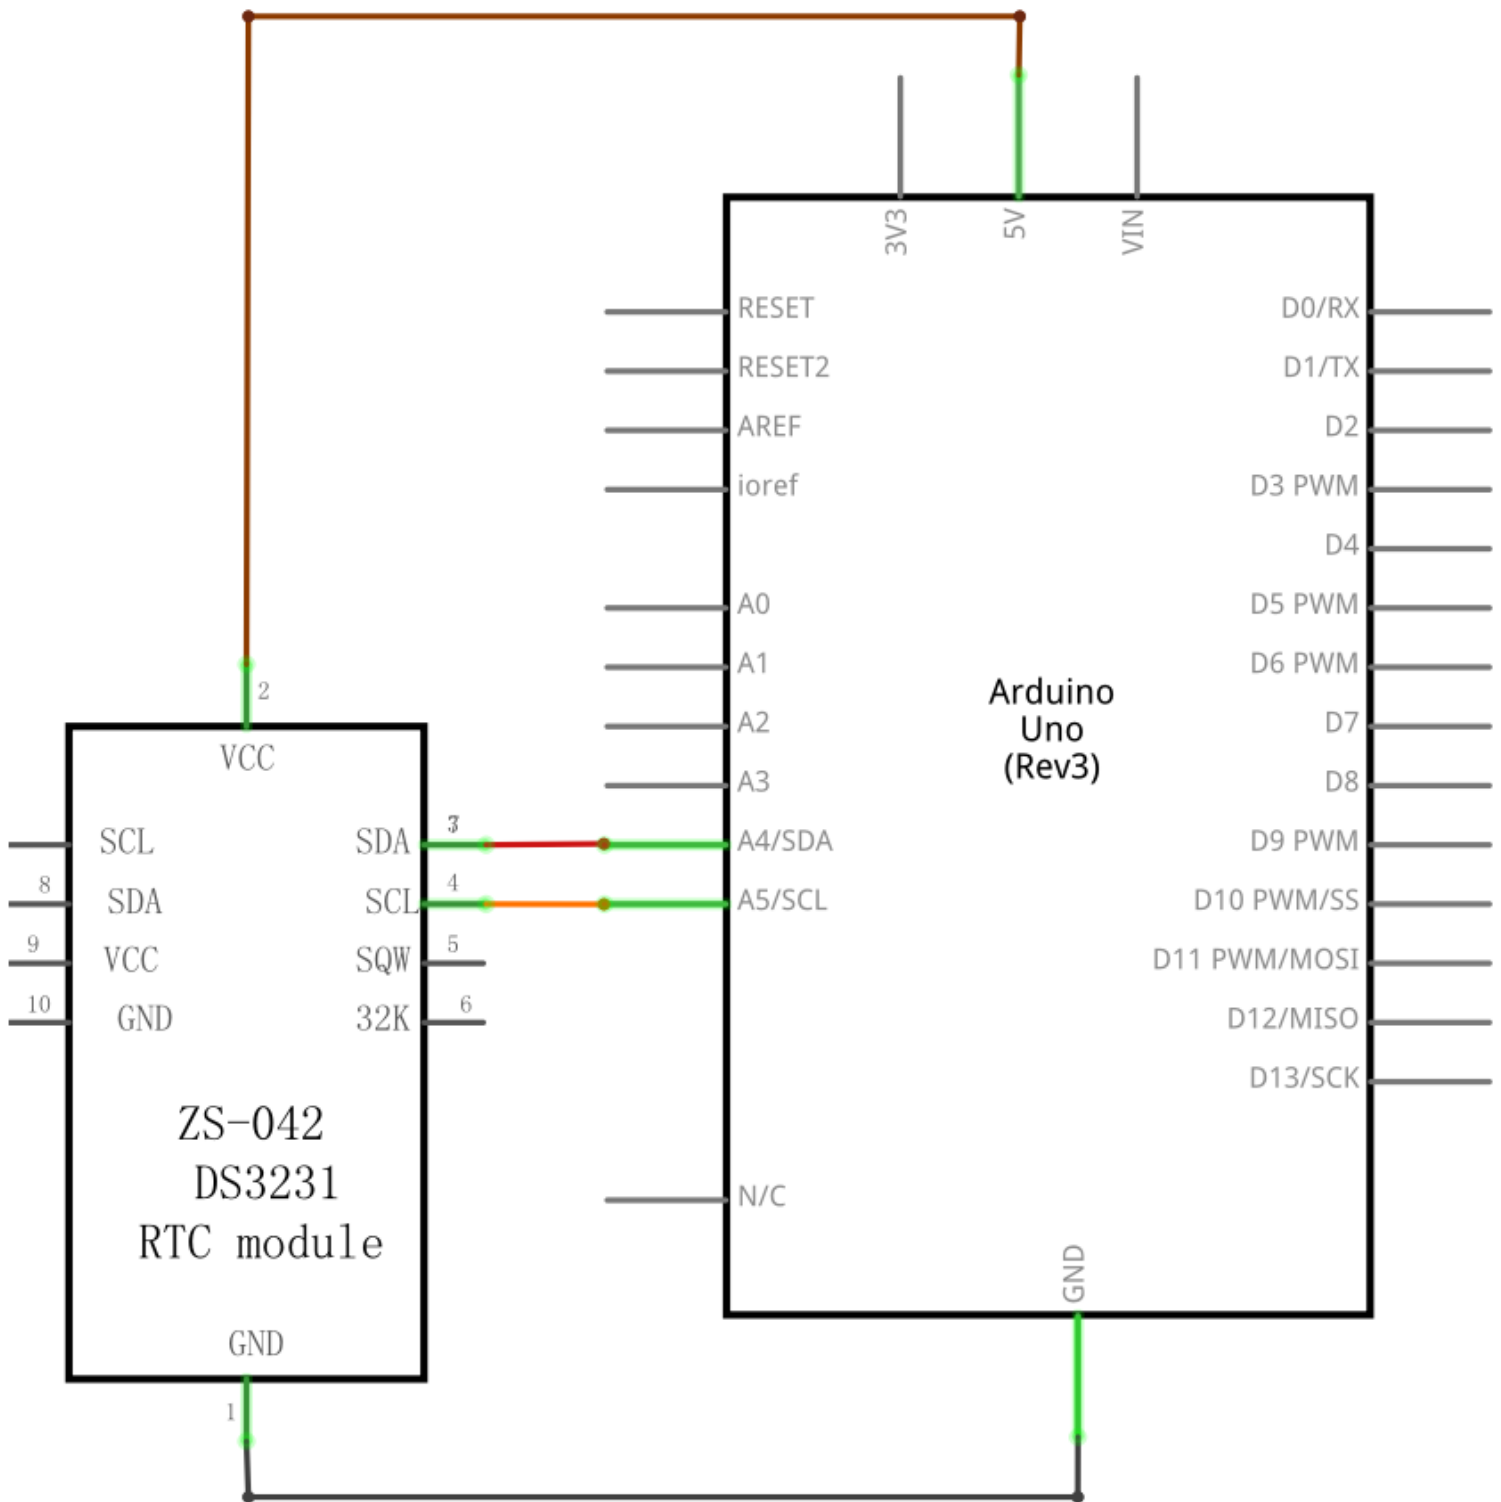 3V3
5V
VIN
RESET
D0/RX
RESET2
D1/TX
AREF
D2
ioref
D3 PWM
D4
A0
D5 PWM
A1
D6 PWM
2
Arduino
Uno
(Rev3)
A2
D7
VCC
A3
D8
SCL
SDA
A4/SDA
D9 PWM
8
SDA
SCL
4
A5/SCL
D10 PWM/SS
9
VCC
SQW
5
D11 PWM/MOSI
10
GND
32K
6
D12/MISO
D13/SCK
ZS-042
DS3231
RTC module
N/C
GND
GND
1